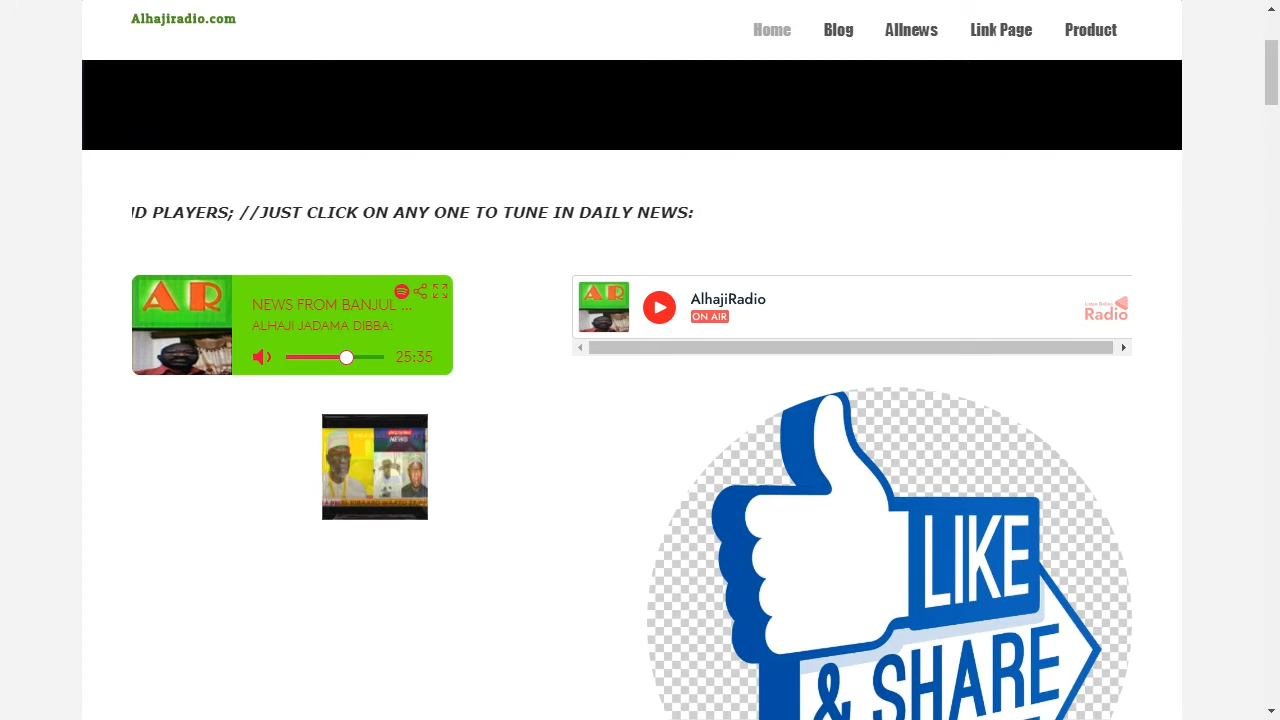 Alhajiradio.com
Home Blog Allnews Link Page Product
PLAYERS; //JUST CLICK ON ANY ONE TO TUNE IN DAILY NEWS:
AR
NEWS FROM BANJUL ...
ALHAJI JADAMA DIBBA:
25:35
AR
AlhajiRadio
ON AIR
Radio
LIKE
& SHARE